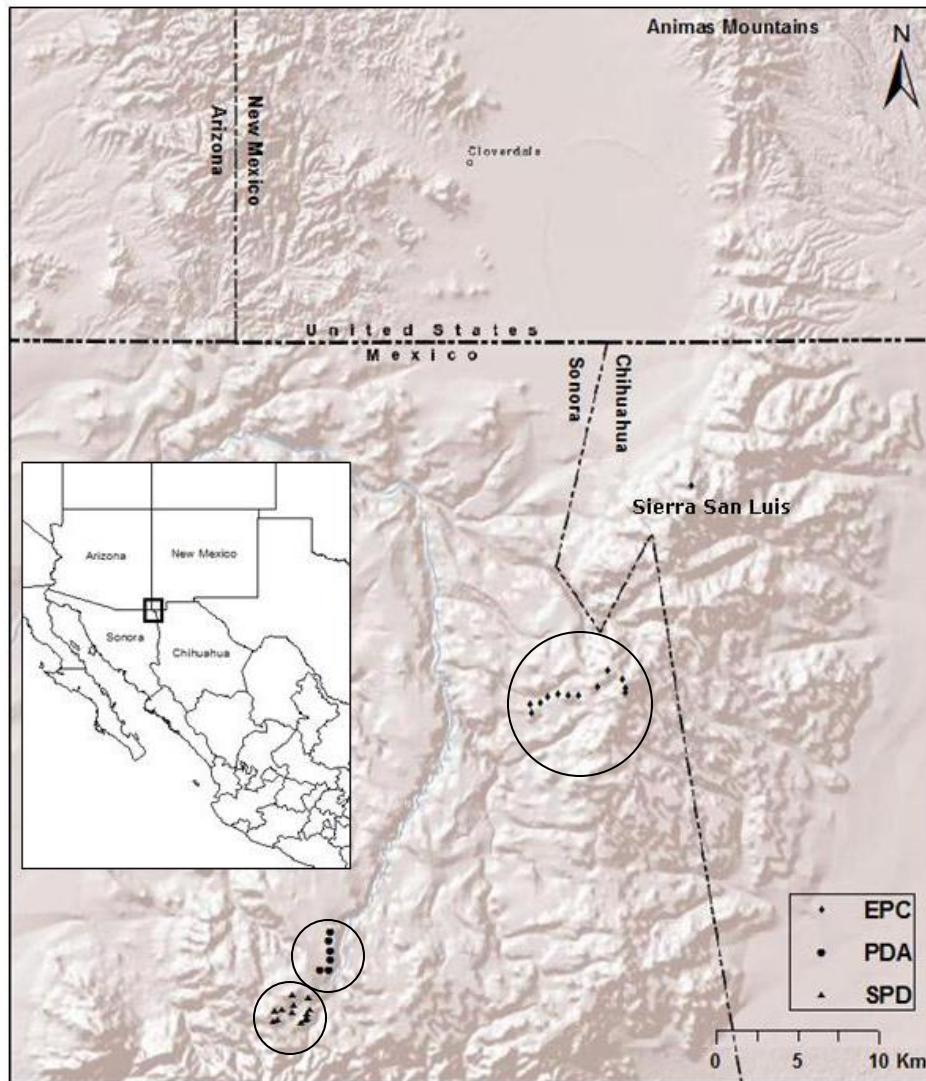 Animas Mountains
N
New Mexico
Arizona
Cloverdale
United States
Mexico
Chihuahua
Sonora
Sierra San Luis
Arizona
New Mexico
Sonora
Chihuahua
EPC
PDA
SPD
0 5 10 Km